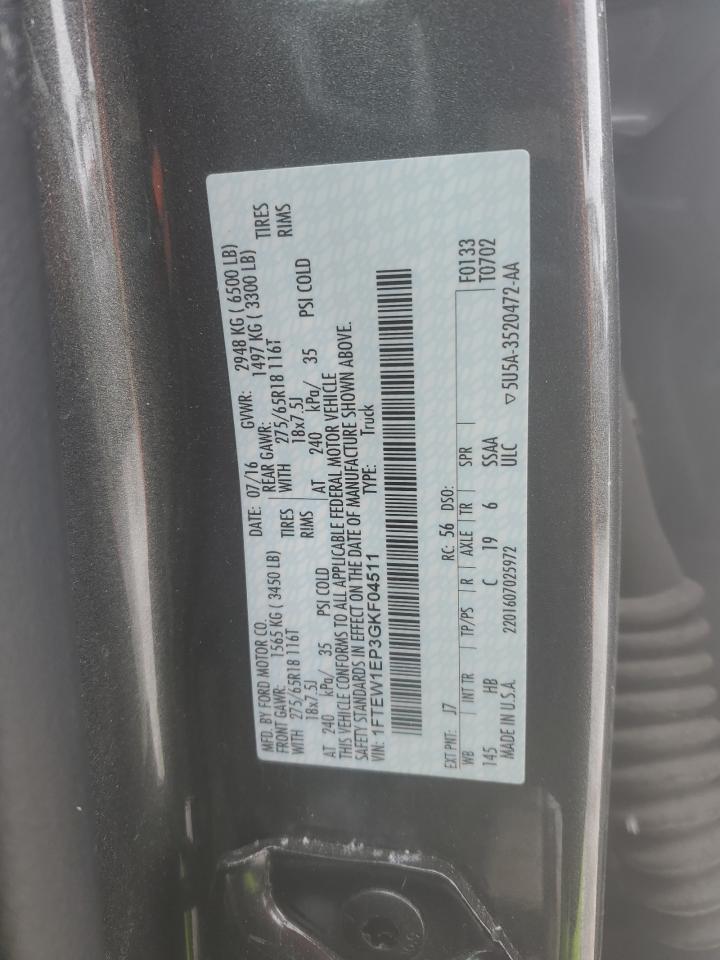 MFD. BY FORD MOTOR CO. DATE: 07/16 GVWR: 2948 KG ( 6500 LB)
FRONT GAWR: 1565 KG ( 3450 LB) REAR GAWR: 1497 KG ( 3300 LB)
WITH 275/65R18 116T TIRES WITH 275/65R18 116T TIRES
18x7.5J RIMS 18x7.5J RIMS
AT 240 kPa/ 35 PSI COLD AT 240 kPa/ 35 PSI COLD
THIS VEHICLE CONFORMS TO ALL APPLICABLE FEDERAL MOTOR VEHICLE
SAFETY STANDARDS IN EFFECT ON THE DATE OF MANUFACTURE SHOWN ABOVE.
VIN: 1FTEW1EP3GKF04511 TYPE: Truck
EXT PNT: J7 RC: 56 DSO:
WB INT TR TP/PS R AXLE TR SPR F0133
145 HB C 19 6 SSAA T0702
MADE IN U.S.A. 2201607025972 ULC ▽ 5U5A-3520472-AA